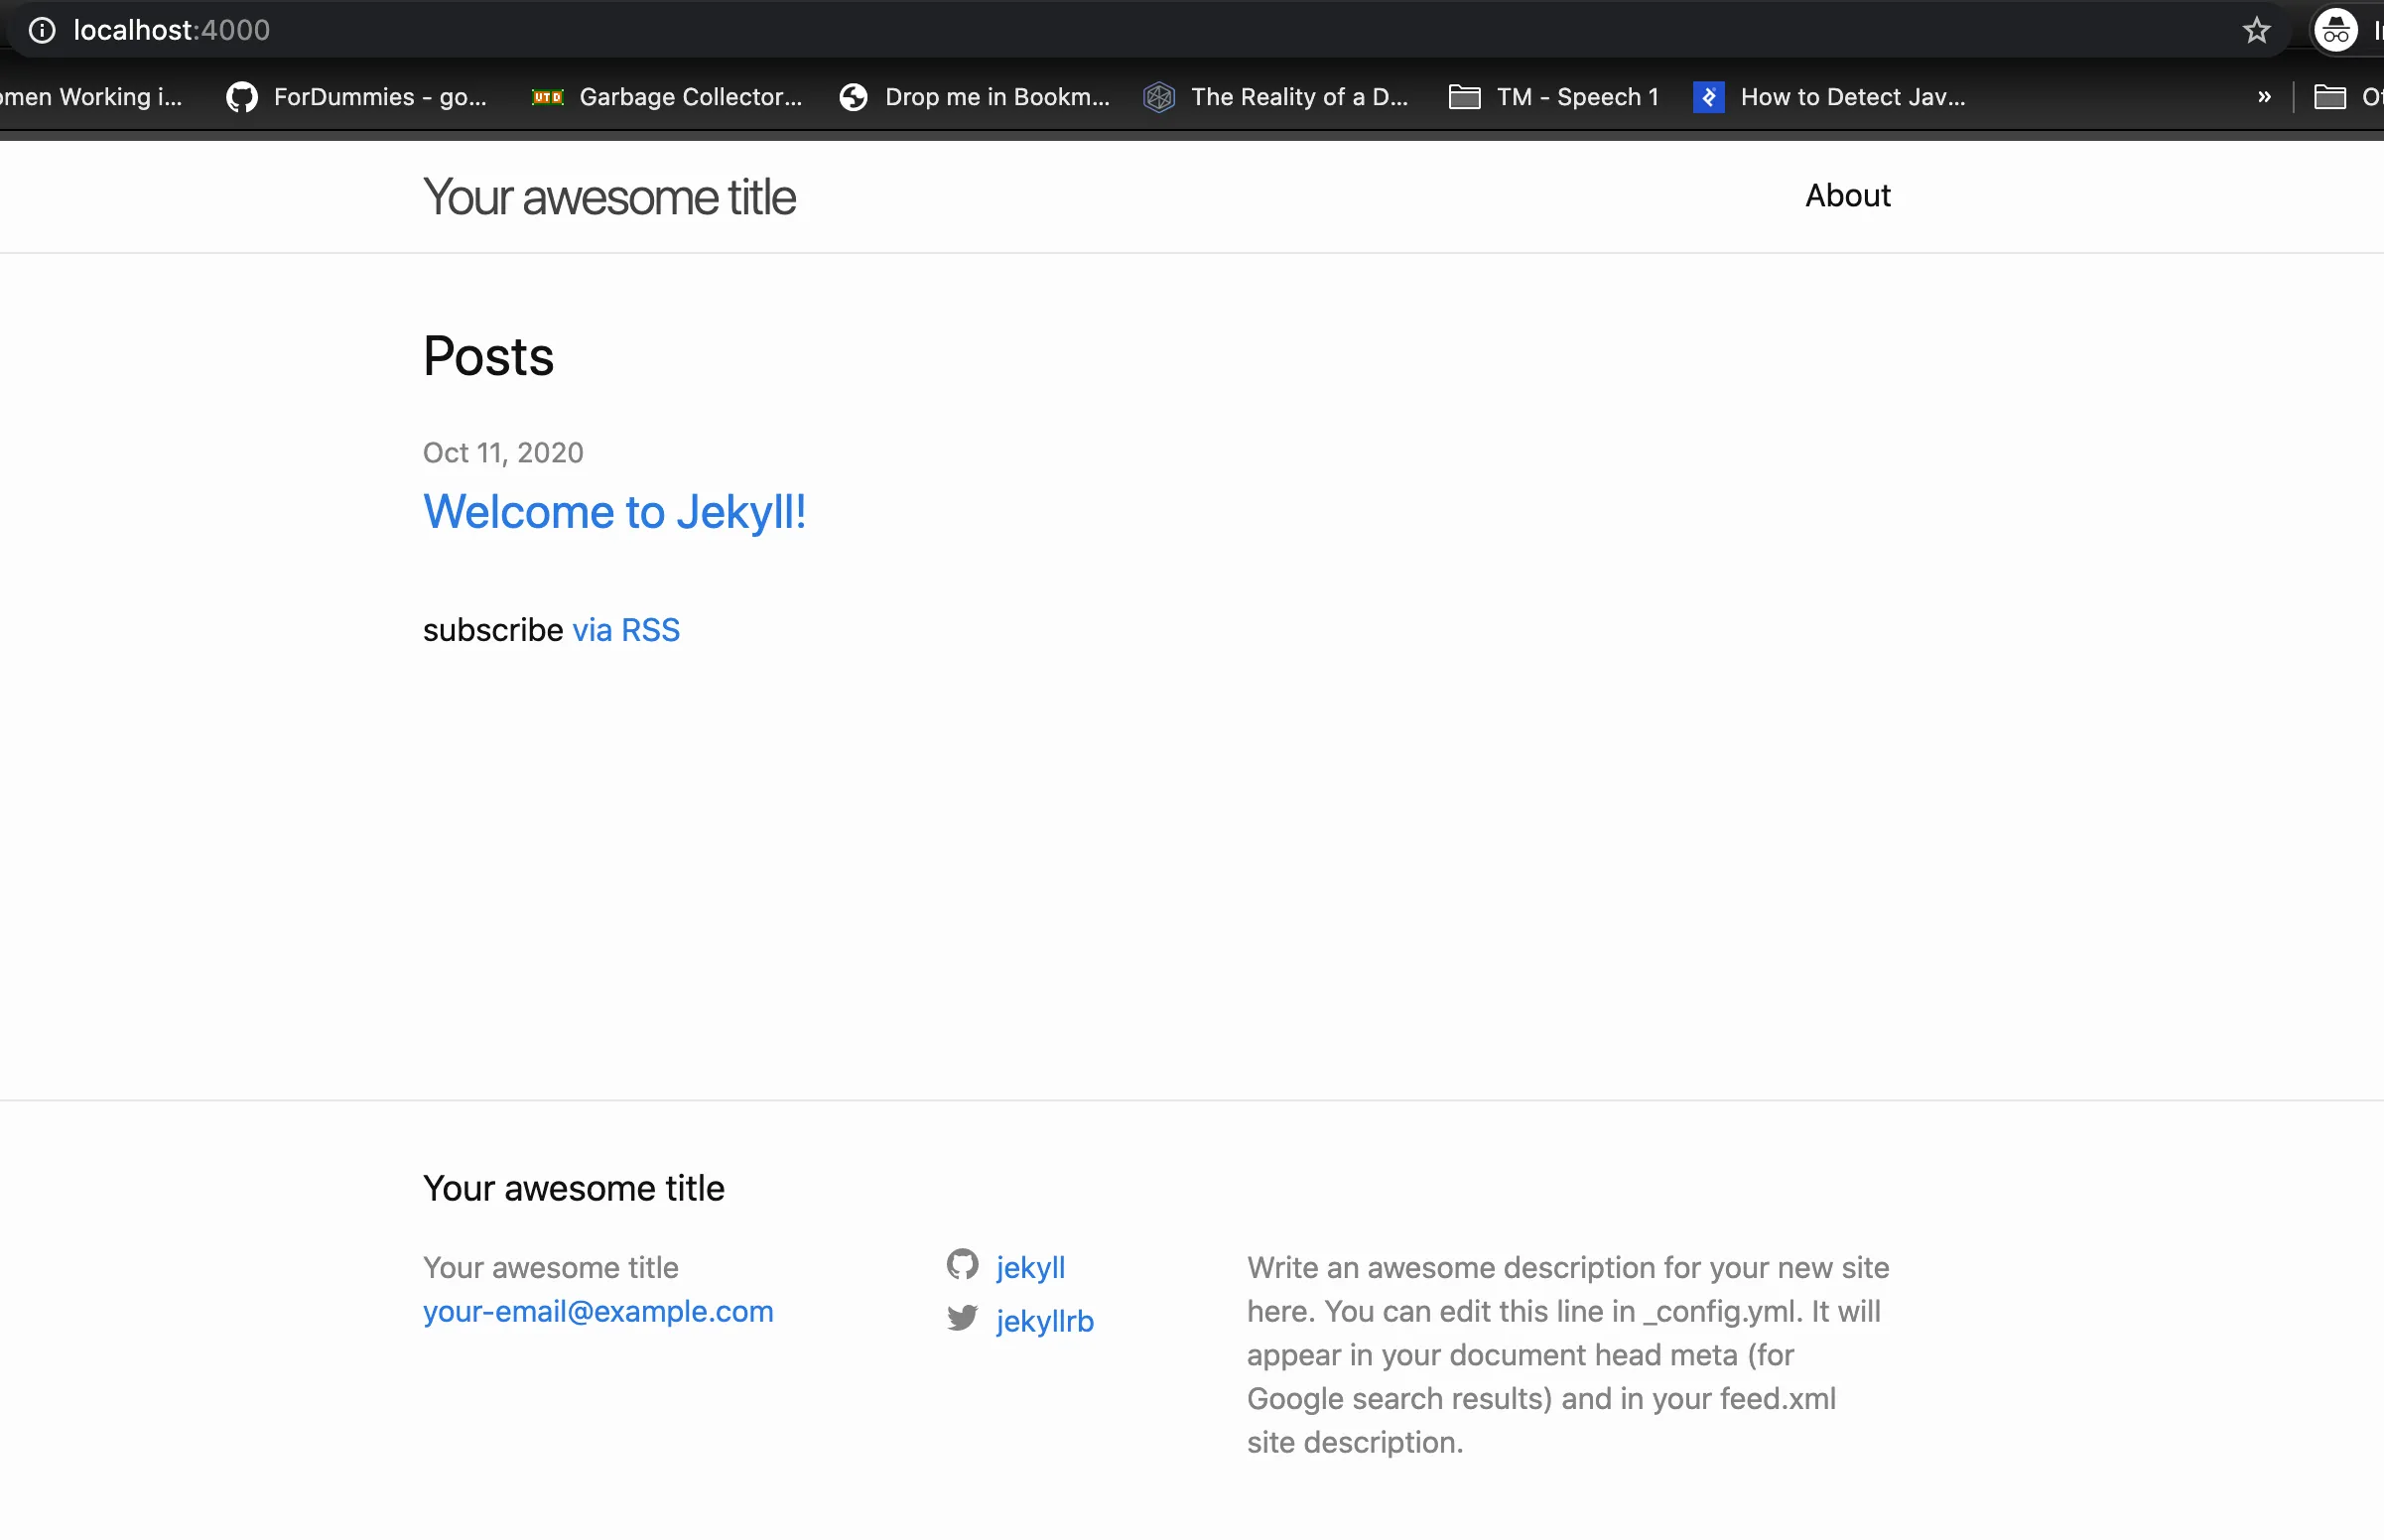 localhost:4000
omen Working i... ForDummies - go... UTD Garbage Collector... Drop me in Bookm... The Reality of a D... TM - Speech 1 How to Detect Jav... »
Your awesome title About
Posts
Oct 11, 2020
Welcome to Jekyll!
subscribe via RSS
Your awesome title
Your awesome title
your-email@example.com
jekyll
jekyllrb
Write an awesome description for your new site
here. You can edit this line in _config.yml. It will
appear in your document head meta (for
Google search results) and in your feed.xml
site description.